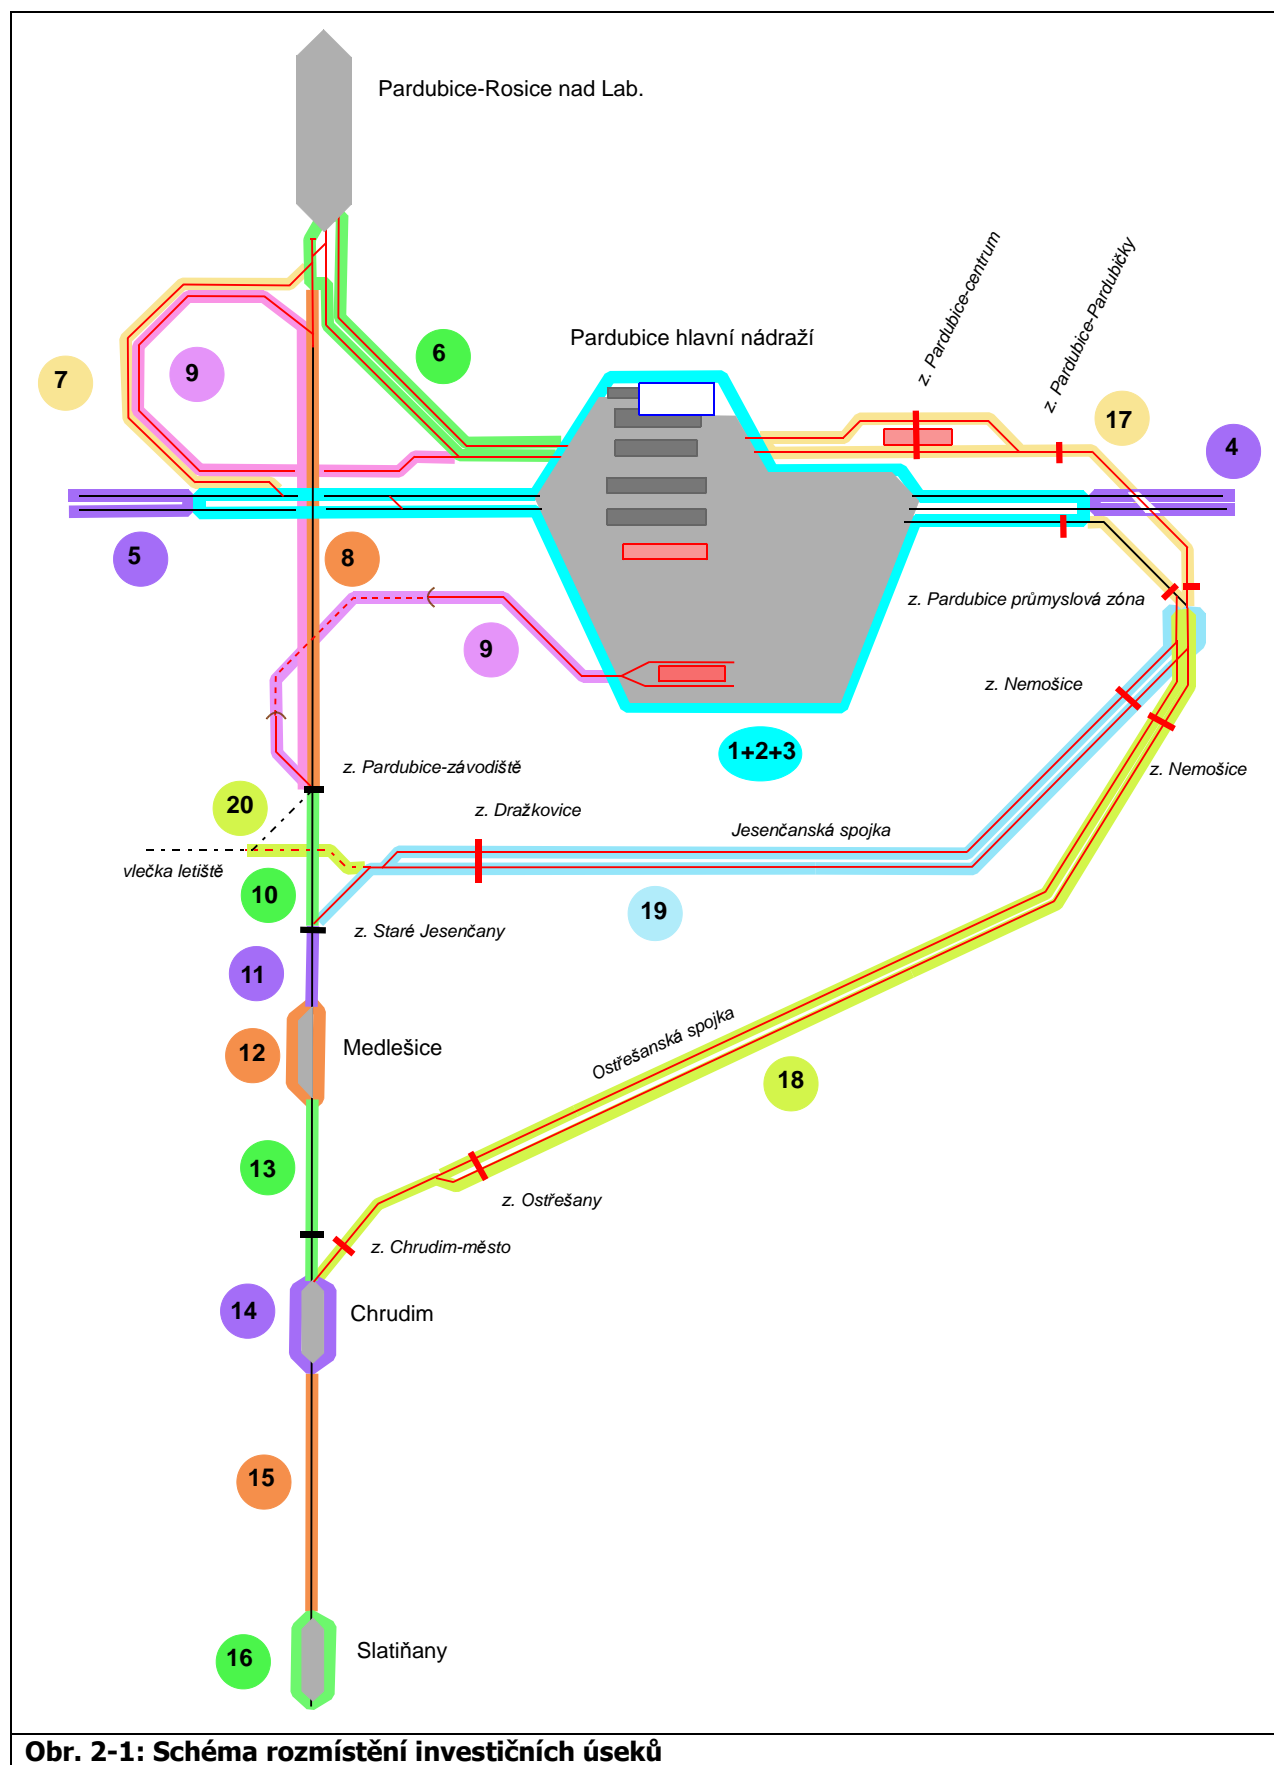 Pardubice-Rosice nad Lab.
z. Pardubice-centrum
z. Pardubice-Pardubičky
Pardubice hlavní nádraží
6
7
9
17
4
5
8
z. Pardubice průmyslová zóna
9
z. Nemošice
1+2+3
z. Pardubice-závodiště
z. Nemošice
20
z. Dražkovice
Jesenčanská spojka
vlečka letiště
10
19
z. Staré Jesenčany
11
12
Medlešice
Ostřešanská spojka
18
13
z. Ostřešany
z. Chrudim-město
14
Chrudim
15
16
Slatiňany
Obr. 2-1: Schéma rozmístění investičních úseků